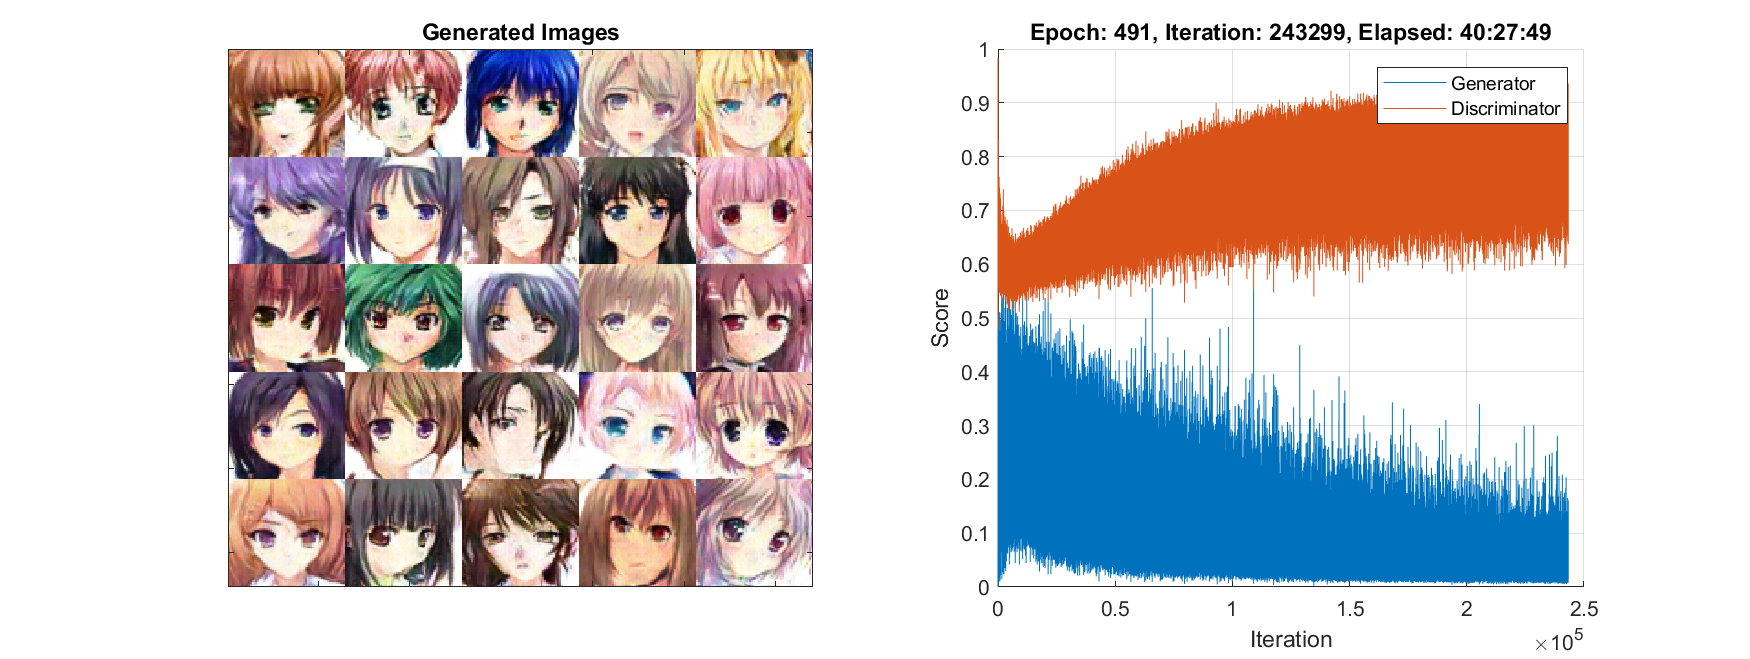 Generated Images
Epoch: 491, Iteration: 243299, Elapsed: 40:27:49
Generator
Discriminator
Score
1
0.9
0.8
0.7
0.6
0.5
0.4
0.3
0.2
0.1
0
0 0.5 1 1.5 2 2.5
Iteration
×10⁵